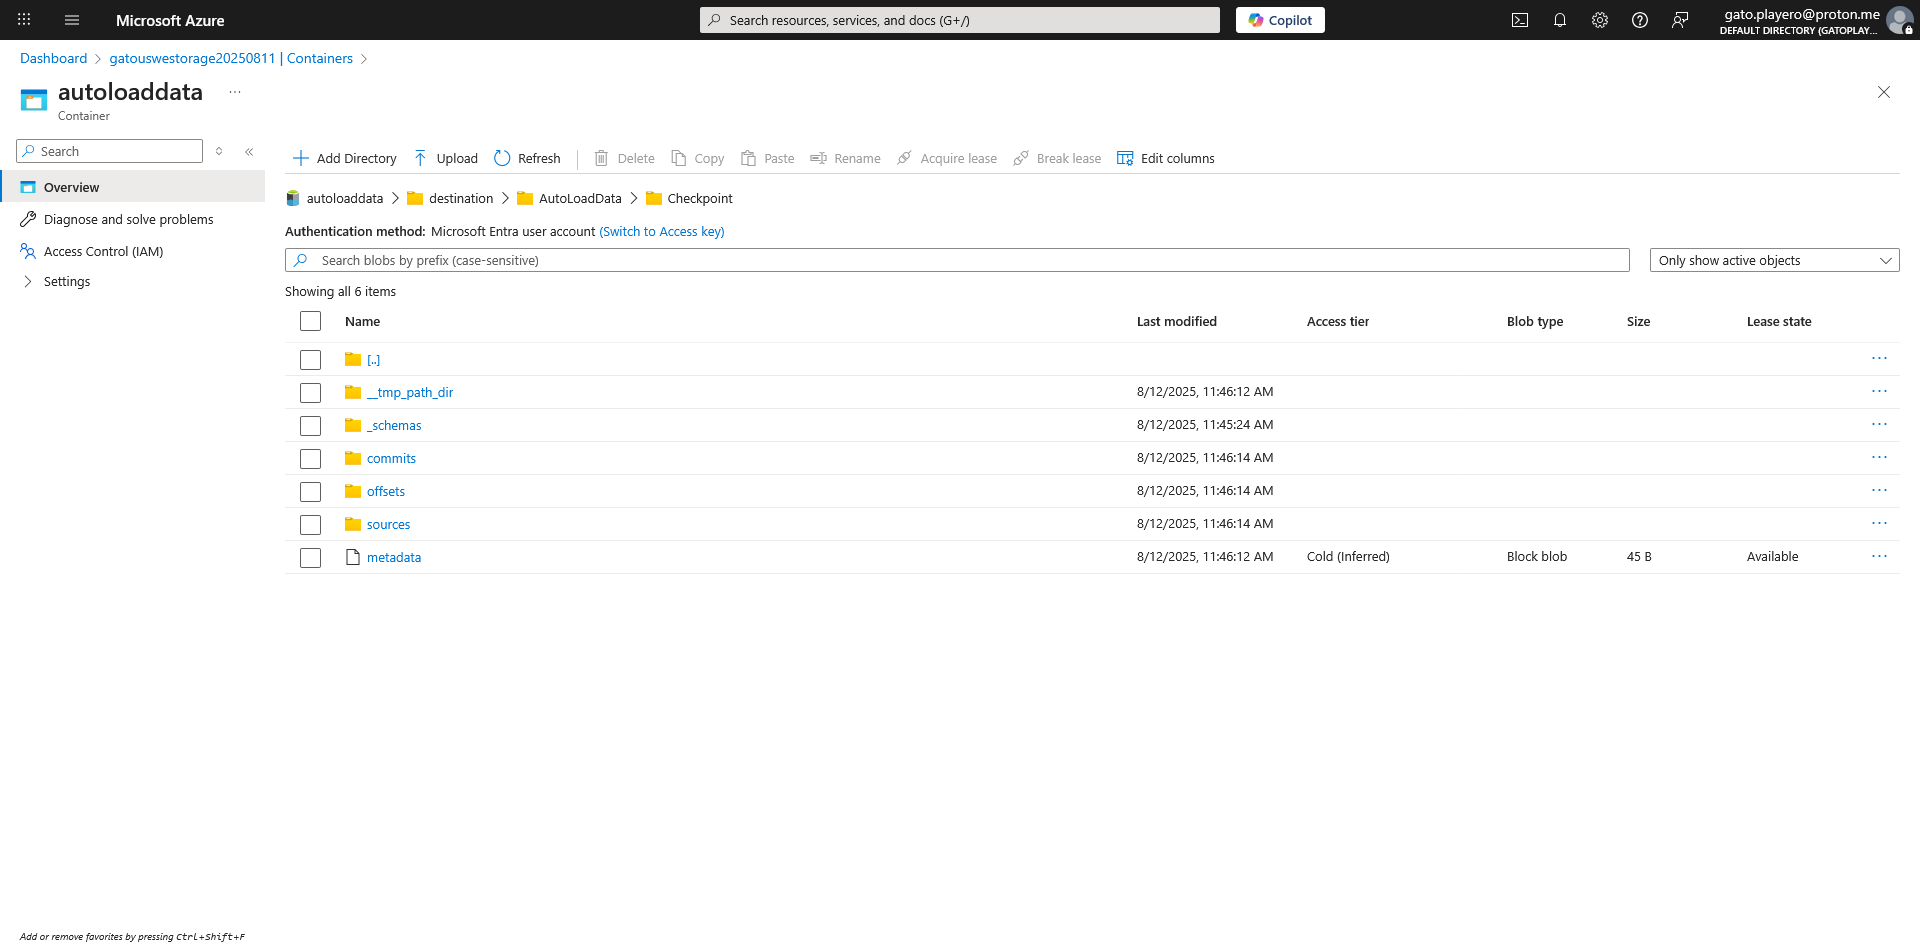 Microsoft Azure
Search resources, services, and docs (G+/)
Copilot
gato.playero@proton.me
DEFAULT DIRECTORY (GATOPLAY...
Dashboard > gatouswestorage20250811 | Containers >
autoloaddata ...
Container
Search
Overview
Diagnose and solve problems
Access Control (IAM)
Settings
Add Directory Upload Refresh Delete Copy Paste Rename Acquire lease Break lease Edit columns
autoloaddata > destination > AutoLoadData > Checkpoint
Authentication method: Microsoft Entra user account (Switch to Access key)
Search blobs by prefix (case-sensitive)
Only show active objects
Showing all 6 items
Name Last modified Access tier Blob type Size Lease state
[..] ...
__tmp_path_dir 8/12/2025, 11:46:12 AM ...
_schemas 8/12/2025, 11:45:24 AM ...
commits 8/12/2025, 11:46:14 AM ...
offsets 8/12/2025, 11:46:14 AM ...
sources 8/12/2025, 11:46:14 AM ...
metadata 8/12/2025, 11:46:12 AM Cold (Inferred) Block blob 45 B Available ...
Add or remove favorites by pressing Ctrl+Shift+F